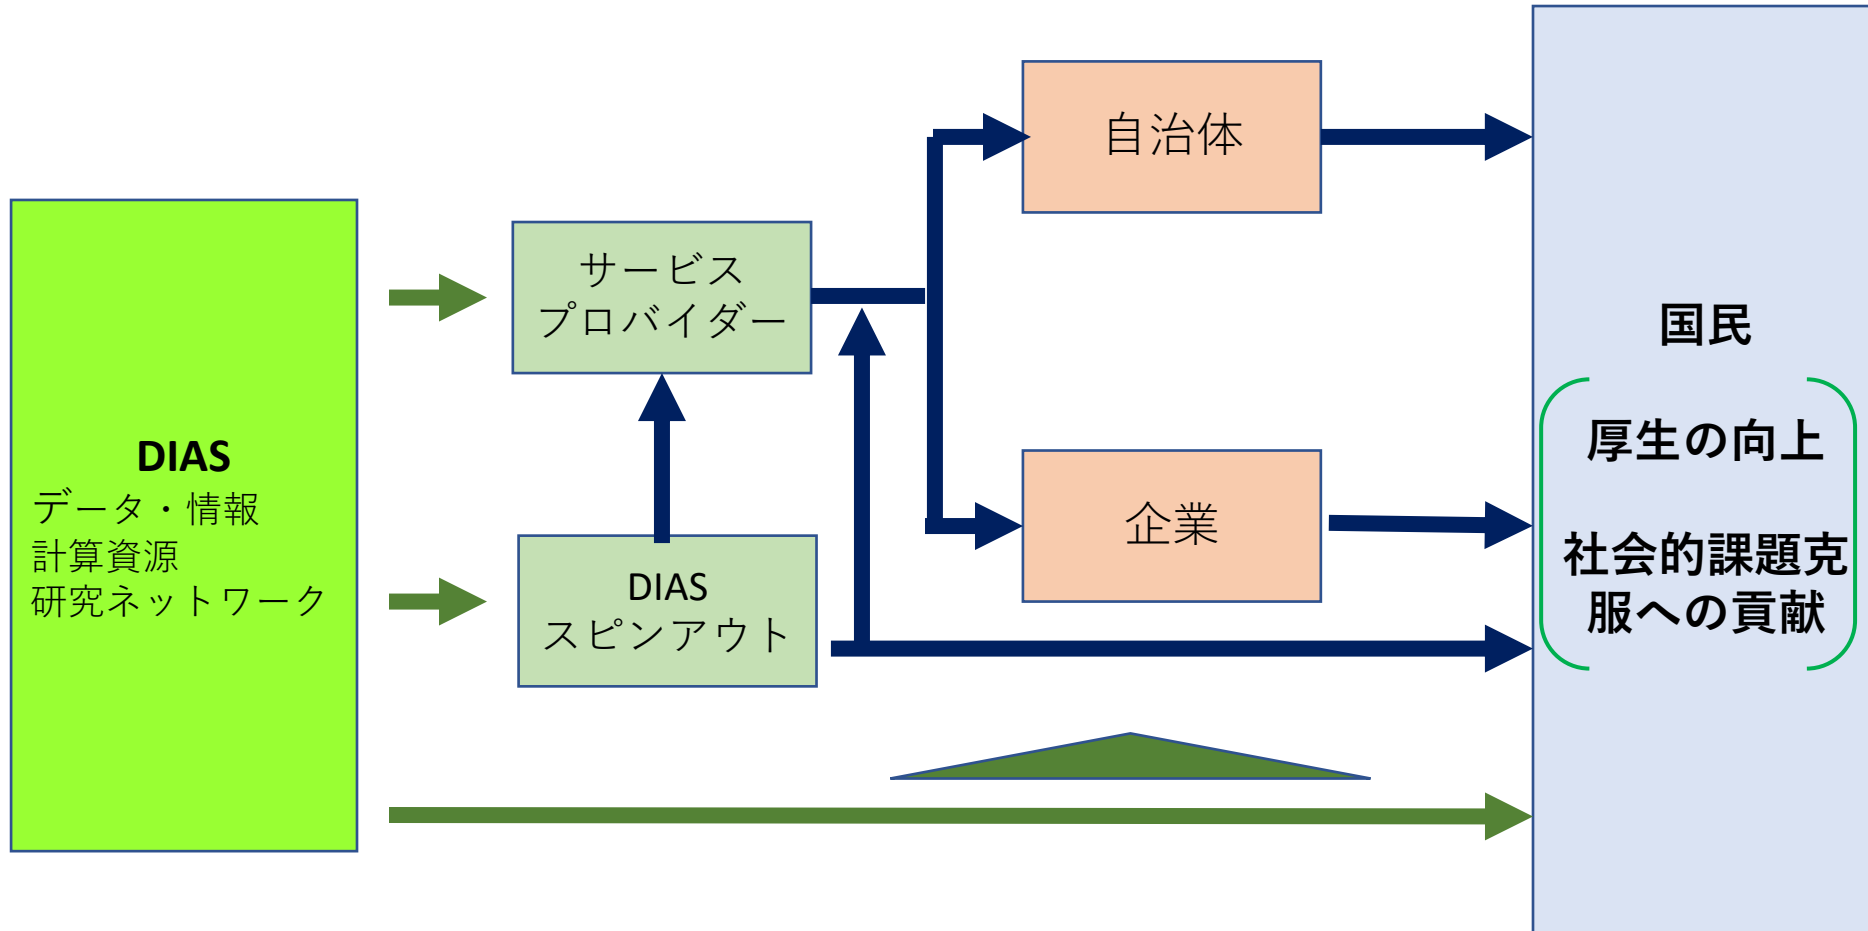 DIAS
データ・情報
計算資源
研究ネットワーク
サービス
プロバイダー
DIAS
スピンアウト
自治体
企業
国民
厚生の向上
社会的課題克
服への貢献